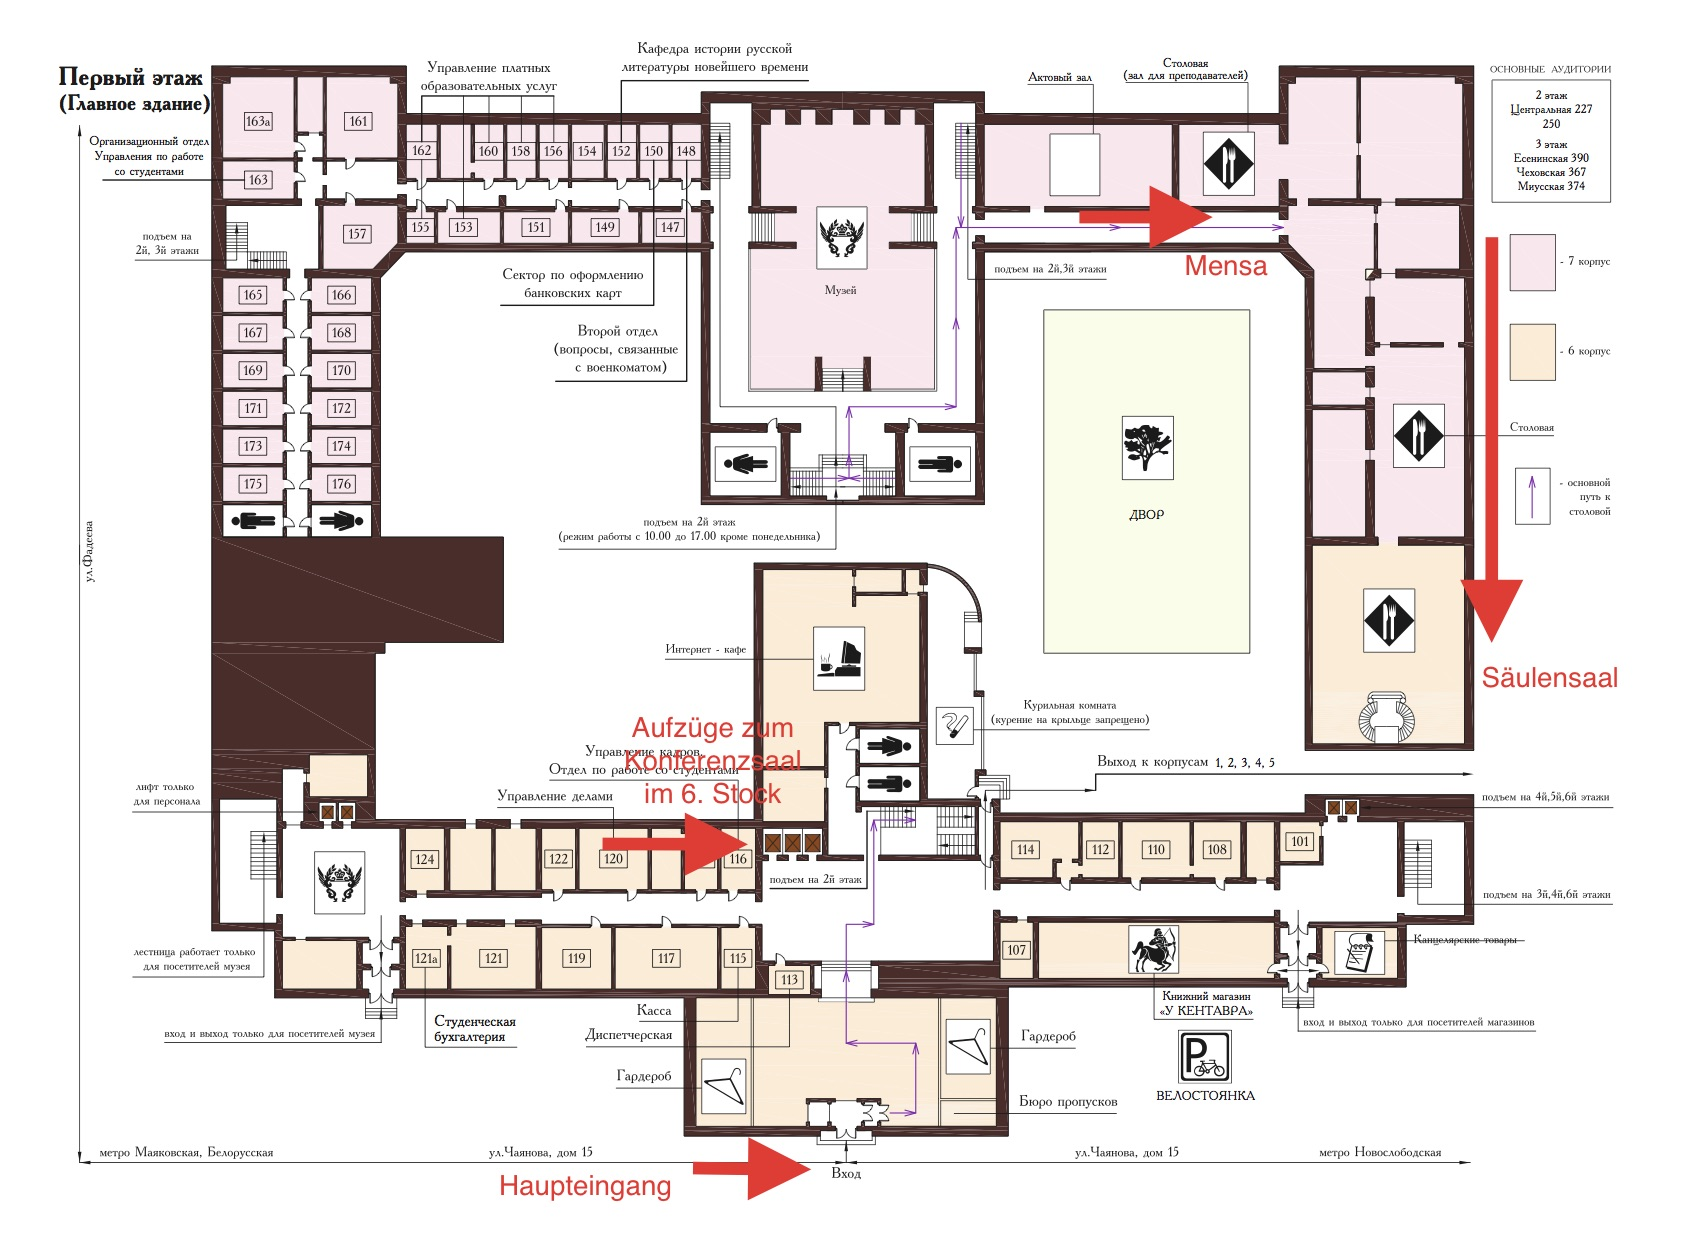 Первый этаж
(Главное здание)
Организационный отдел
Управления по работе
со студентами
Управление платных
образовательных услуг
Кафедра истории русской
литературы новейшего времени
Актовый зал
Столовая
(зал для преподавателей)
ОСНОВНЫЕ АУДИТОРИИ
2 этаж
Центральная 227
250
3 этаж
Есенинская 390
Чеховская 367
Миусская 374
163а
161
163
162
160
158
156
154
152
150
148
157
155
153
151
149
147
подъем на
2й, 3й этажи
165
166
167
168
169
170
171
172
173
174
175
176
Сектор по оформлению
банковских карт
Второй отдел
(вопросы, связанные
с военкоматом)
Музей
подъем на 2й,3й этажи
Mensa
- 7 корпус
- 6 корпус
Столовая
- основной
путь к
столовой
ДВОР
подъем на 2й этаж
(режим работы с 10.00 до 17.00 кроме понедельника)
ул.Фадеева
Säulensaal
Интернет - кафе
Курильная комната
(курение на крыльце запрещено)
Aufzüge zum
Konferenzsaal
im 6. Stock
Управление кадров
Отдел по работе со студентами
Управление делами
Выход к корпусам 1, 2, 3, 4, 5
лифт только
для персонала
подъем на 4й,5й,6й этажи
124
122
120
116
подъем на 2й этаж
114
112
110
108
101
подъем на 3й,4й,6й этажи
лестница работает только
для посетителей музея
121а
121
119
117
115
113
107
Канцелярские товары
вход и выход только для посетителей музея
Студенческая
бухгалтерия
Касса
Диспетчерская
Гардероб
Гардероб
Бюро пропусков
Книжний магазин
«У КЕНТАВРА»
вход и выход только для посетителей магазинов
P
ВЕЛОСТОЯНКА
метро Маяковская, Белорусская
ул.Чаянова, дом 15
Вход
ул.Чаянова, дом 15
метро Новослободская
Haupteingang